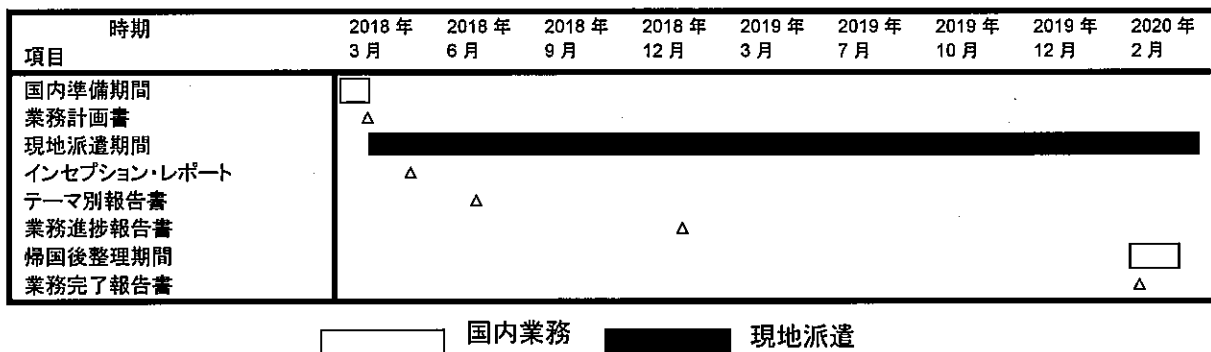 時期 2018年 2018年 2018年 2018年 2019年 2019年 2019年 2019年 2020年
項目 3月 6月 9月 12月 3月 7月 10月 12月 2月
国内準備期間
業務計画書
現地派遣期間
インセプション・レポート
テーマ別報告書
業務進捗報告書
帰国後整理期間
業務完了報告書
国内業務 現地派遣